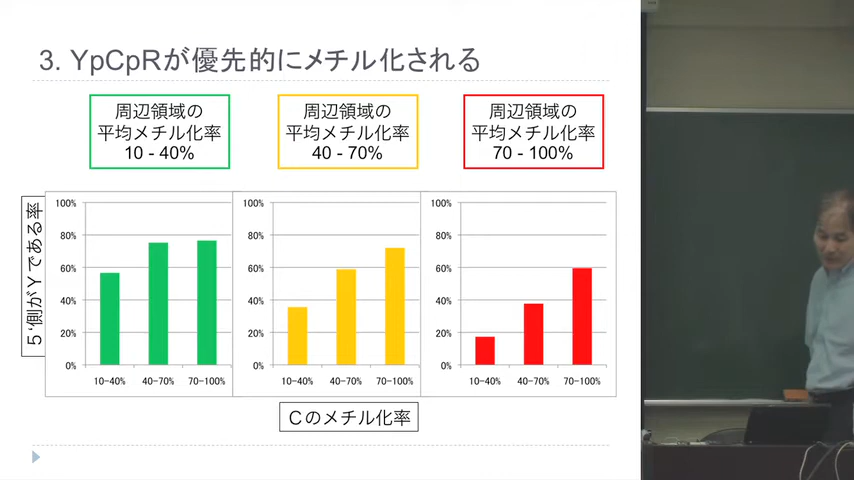 3. YpCpRが優先的にメチル化される
周辺領域の
平均メチル化率
10 - 40%
周辺領域の
平均メチル化率
40 - 70%
周辺領域の
平均メチル化率
70 - 100%
5'側がYである率
100%
80%
60%
40%
20%
0%
10-40%
40-70%
70-100%
100%
80%
60%
40%
20%
0%
10-40%
40-70%
70-100%
100%
80%
60%
40%
20%
0%
10-40%
40-70%
70-100%
Cのメチル化率